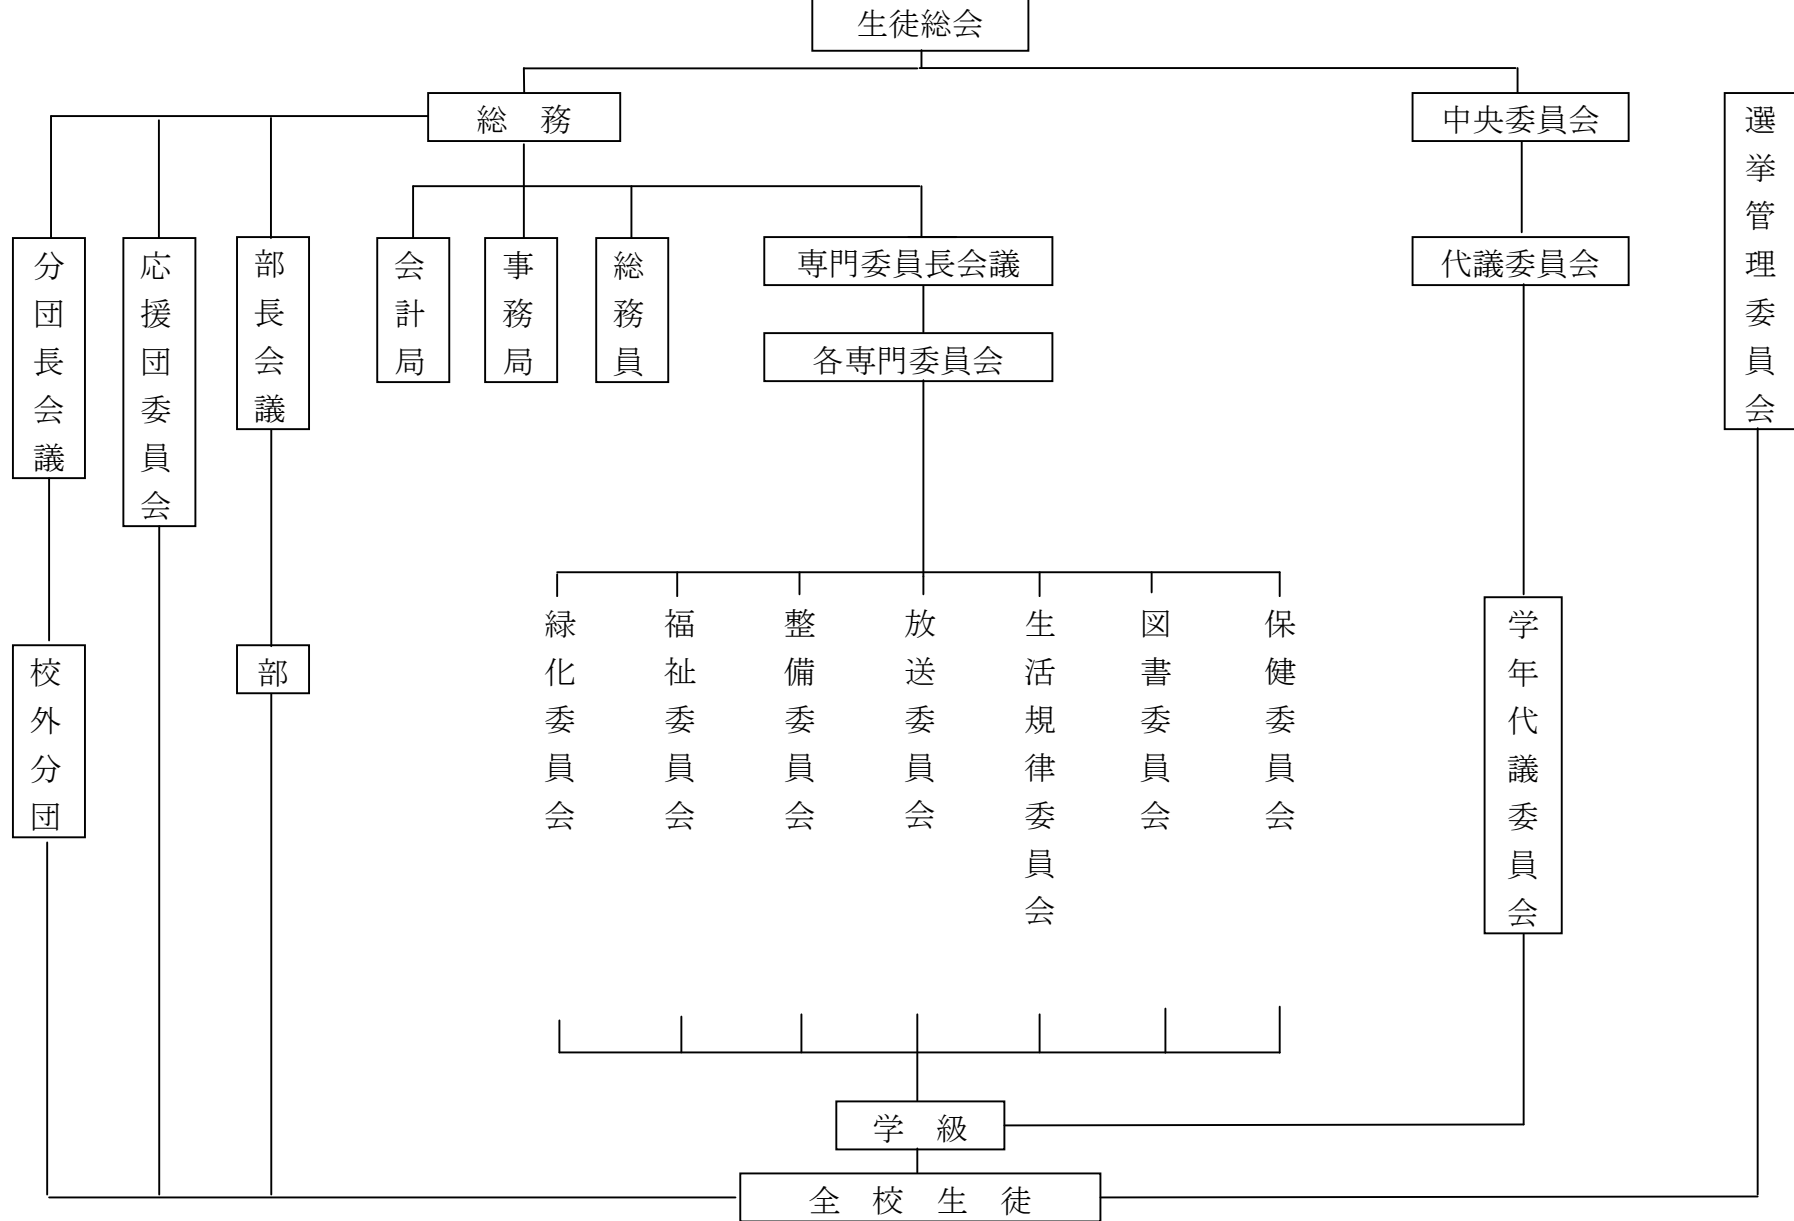 生徒総会
総　務
中央委員会
選挙管理委員会
分団長会議
応援団委員会
部長会議
会計局
事務局
総務員
専門委員長会議
代議委員会
各専門委員会
校外分団
部
緑化委員会
福祉委員会
整備委員会
放送委員会
生活規律委員会
図書委員会
保健委員会
学年代議委員会
学　級
全　校　生　徒